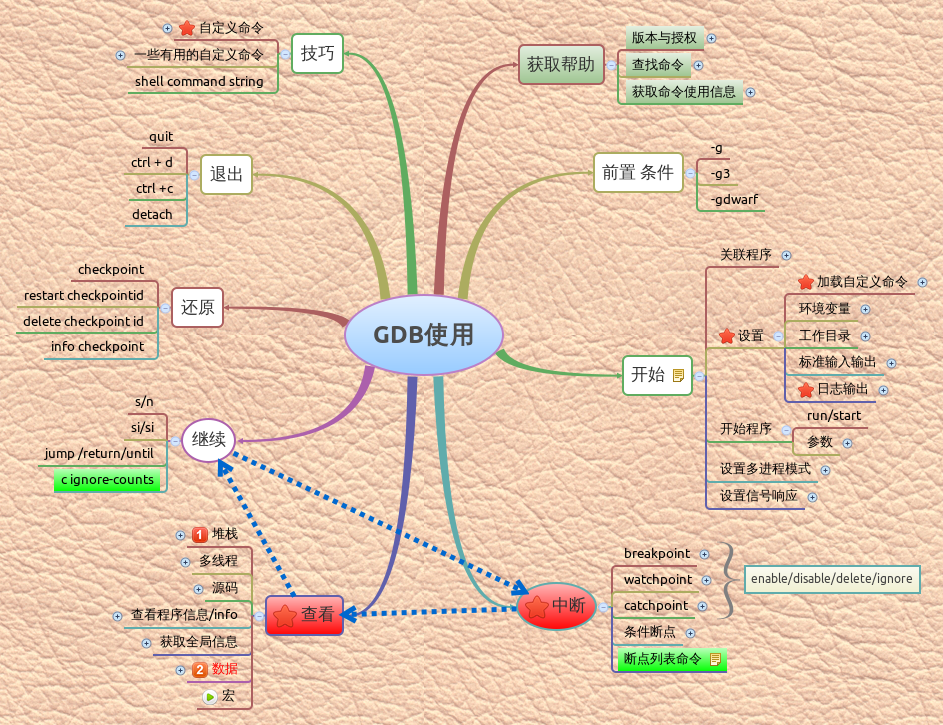 GDB使用
获取帮助
版本与授权
查找命令
获取命令使用信息
前置 条件
-g
-g3
-gdwarf
开始
关联程序
设置
加载自定义命令
环境变量
工作目录
标准输入输出
日志输出
开始程序
run/start
参数
设置多进程模式
设置信号响应
中断
breakpoint
watchpoint
catchpoint
条件断点
断点列表命令
enable/disable/delete/ignore
查看
1 堆栈
多线程
源码
查看程序信息/info
获取全局信息
2 数据
宏
继续
s/n
si/si
jump /return/until
c ignore-counts
还原
checkpoint
restart checkpointid
delete checkpoint id
info checkpoint
退出
quit
ctrl + d
ctrl +c
detach
技巧
自定义命令
一些有用的自定义命令
shell command string